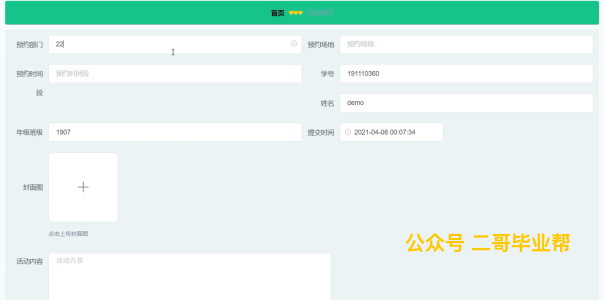 首页
预约部门 22 预约场地 预约场地
预约时间段 预约时间段 学号 191110360
姓名 demo
年级班级 1907 提交时间 2021-04-06 00:07:34
封面图
点击上传封面图
公众号 二哥毕业帮
活动内容 活动内容